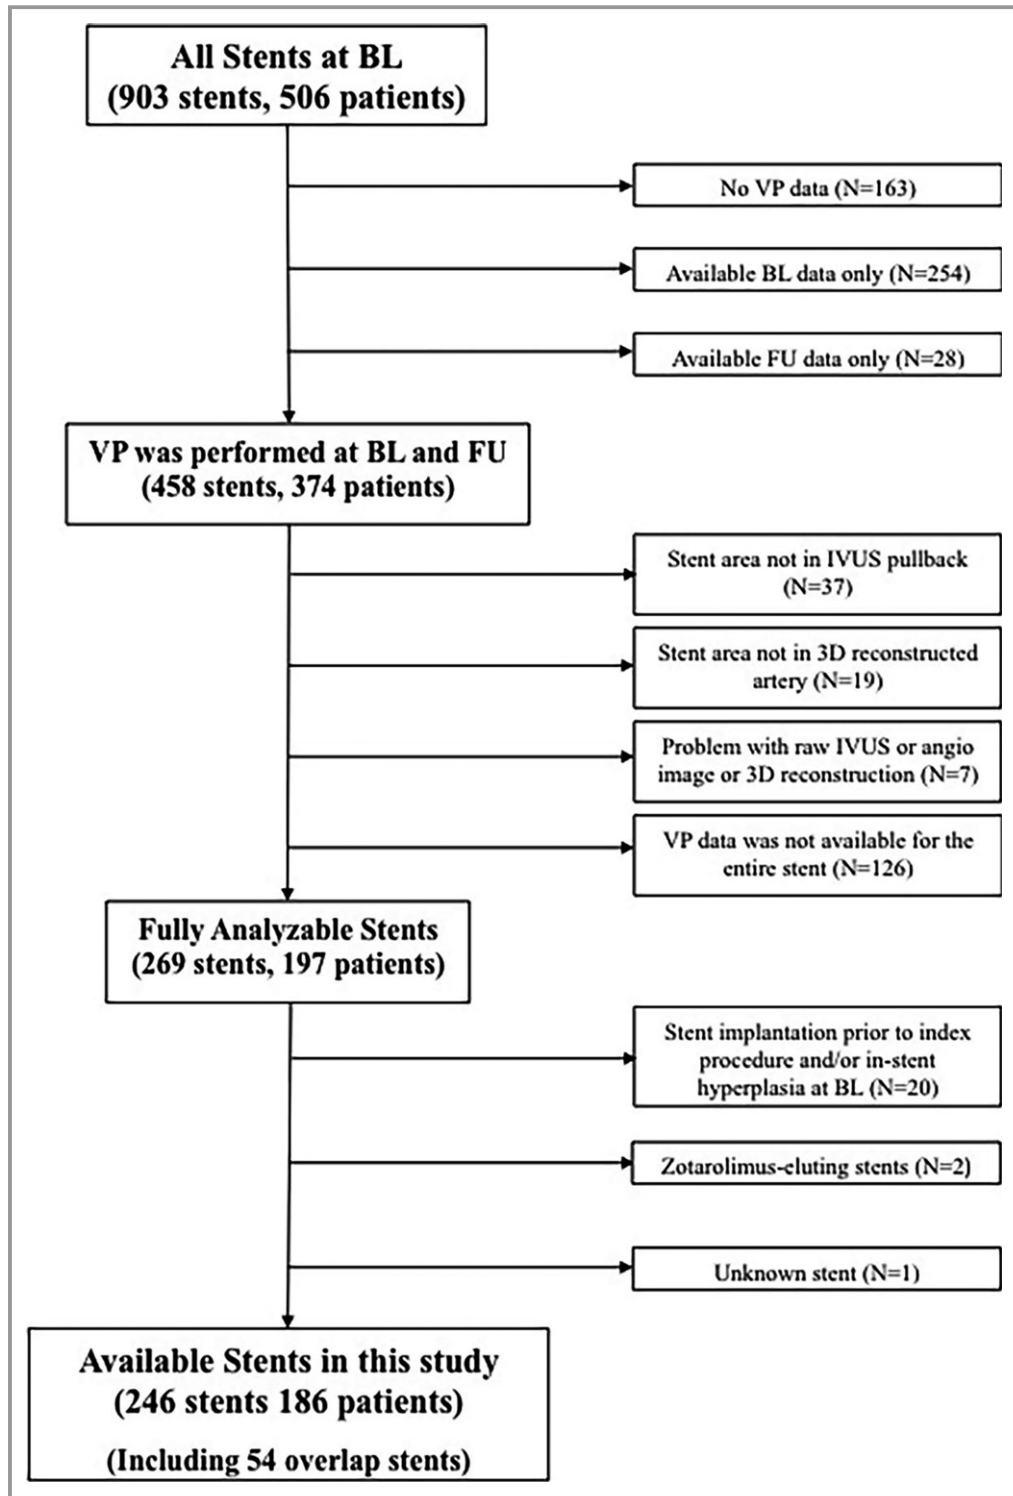 All Stents at BL
(903 stents, 506 patients)
No VP data (N=163)
Available BL data only (N=254)
Available FU data only (N=28)
VP was performed at BL and FU
(458 stents, 374 patients)
Stent area not in IVUS pullback
(N=37)
Stent area not in 3D reconstructed
artery (N=19)
Problem with raw IVUS or angio
image or 3D reconstruction (N=7)
VP data was not available for the
entire stent (N=126)
Fully Analyzable Stents
(269 stents, 197 patients)
Stent implantation prior to index
procedure and/or in-stent
hyperplasia at BL (N=20)
Zotarolimus-eluting stents (N=2)
Unknown stent (N=1)
Available Stents in this study
(246 stents 186 patients)
(Including 54 overlap stents)